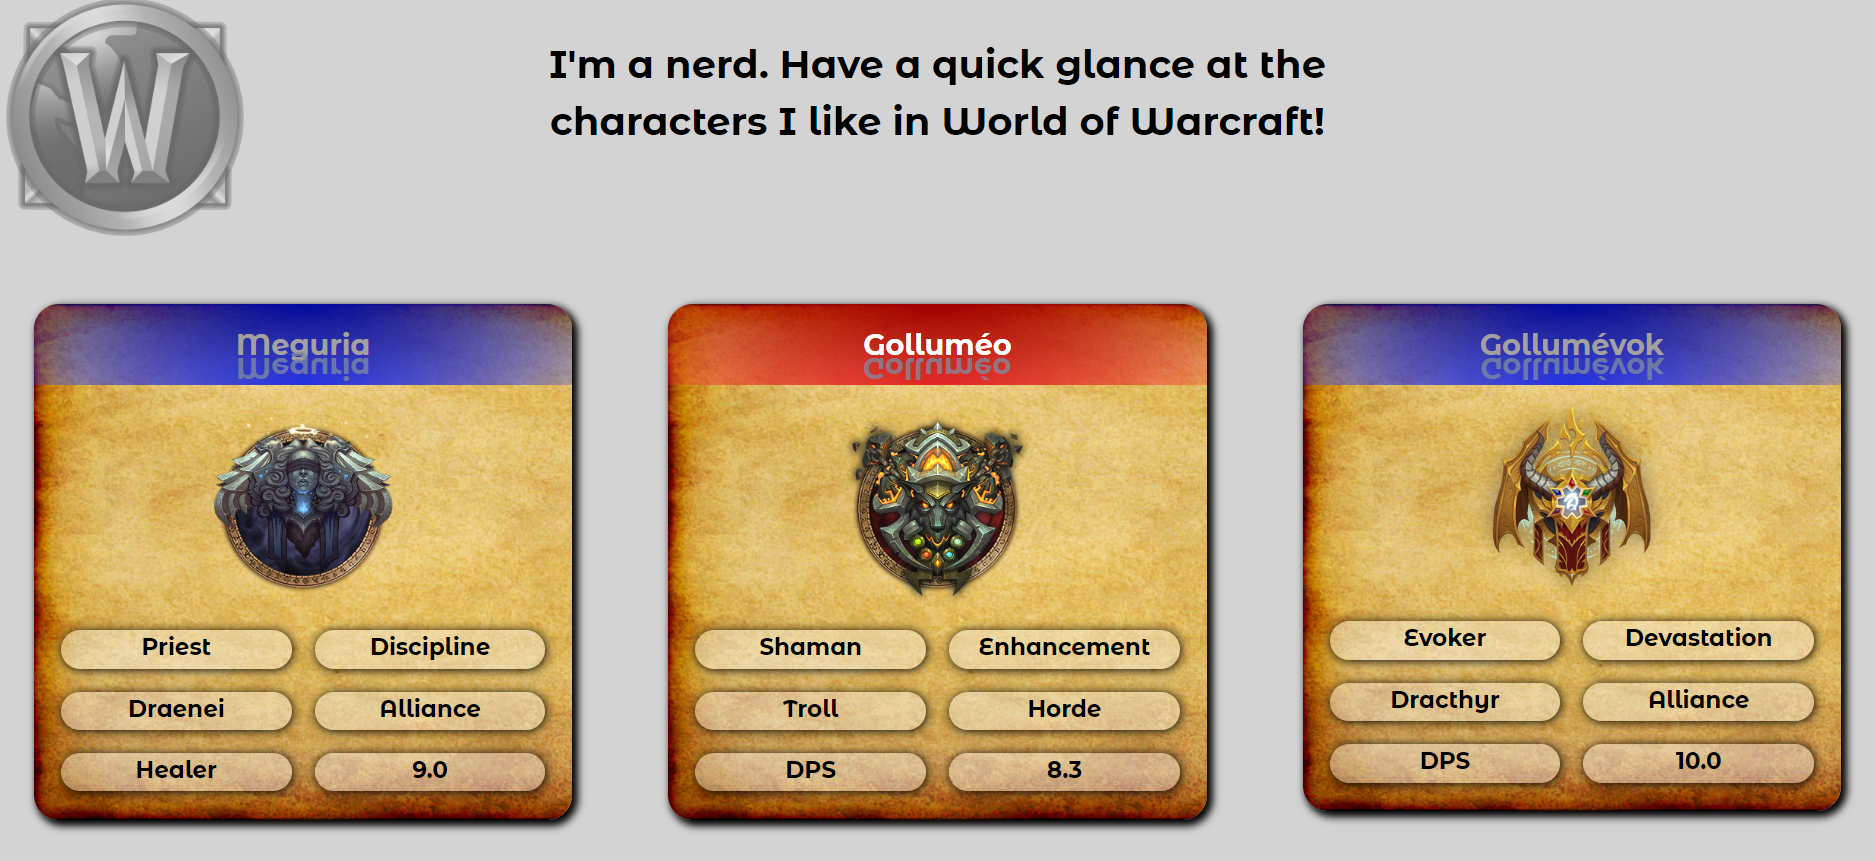 W
I'm a nerd. Have a quick glance at the
characters I like in World of Warcraft!
Meguria
Priest
Discipline
Draenei
Alliance
Healer
9.0
Golluméo
Shaman
Enhancement
Troll
Horde
DPS
8.3
Gollumévok
Evoker
Devastation
Dracthyr
Alliance
DPS
10.0